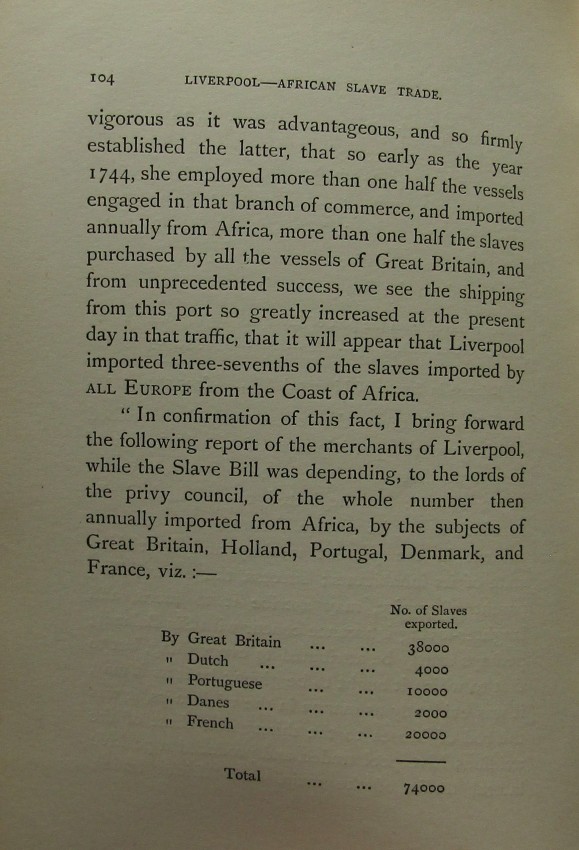 104 LIVERPOOL—AFRICAN SLAVE TRADE.
vigorous as it was advantageous, and so firmly
established the latter, that so early as the year
1744, she employed more than one half the vessels
engaged in that branch of commerce, and imported
annually from Africa, more than one half the slaves
purchased by all the vessels of Great Britain, and
from unprecedented success, we see the shipping
from this port so greatly increased at the present
day in that traffic, that it will appear that Liverpool
imported three-sevenths of the slaves imported by
ALL EUROPE from the Coast of Africa.
“ In confirmation of this fact, I bring forward
the following report of the merchants of Liverpool,
while the Slave Bill was depending, to the lords of
the privy council, of the whole number then
annually imported from Africa, by the subjects of
Great Britain, Holland, Portugal, Denmark, and
France, viz. :—
No. of Slaves
exported.
By Great Britain ... ... 38000
" Dutch ... ... ... 4000
" Portuguese ... ... 10000
" Danes ... ... ... 2000
" French ... ... ... 20000
Total ... ... 74000